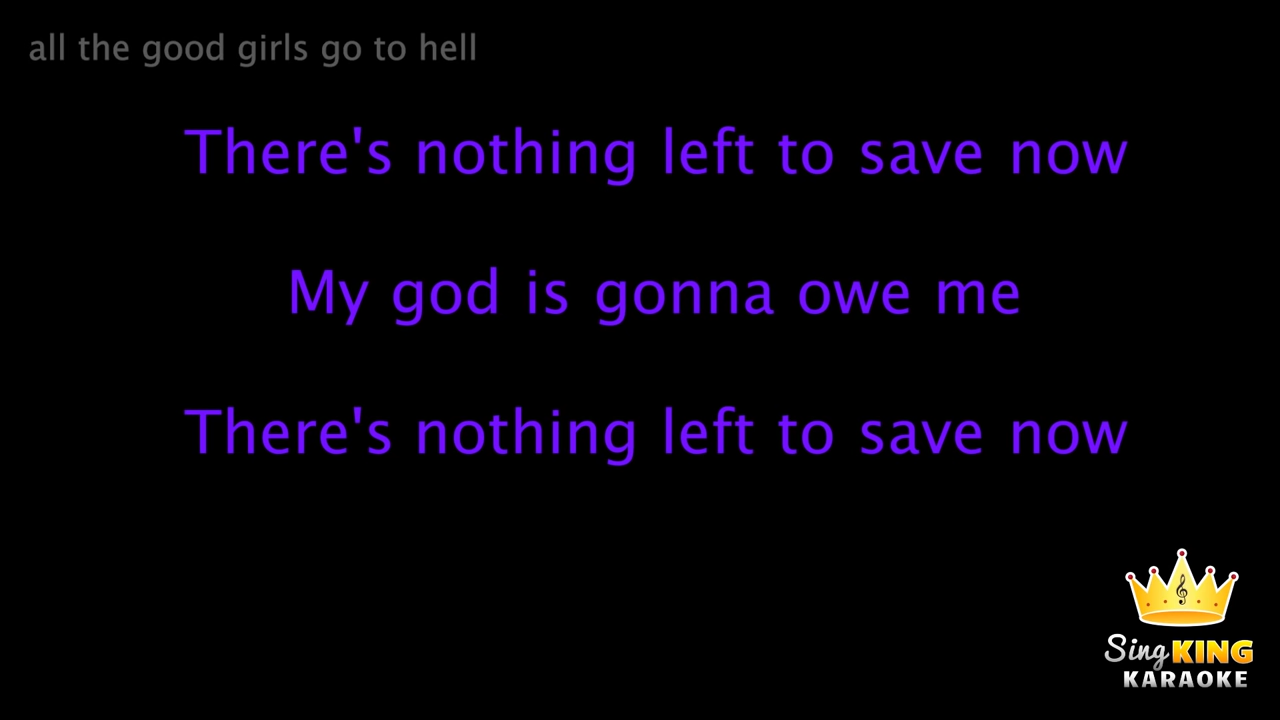 all the good girls go to hell
There's nothing left to save now
My god is gonna owe me
There's nothing left to save now
Sing KING
KARAOKE